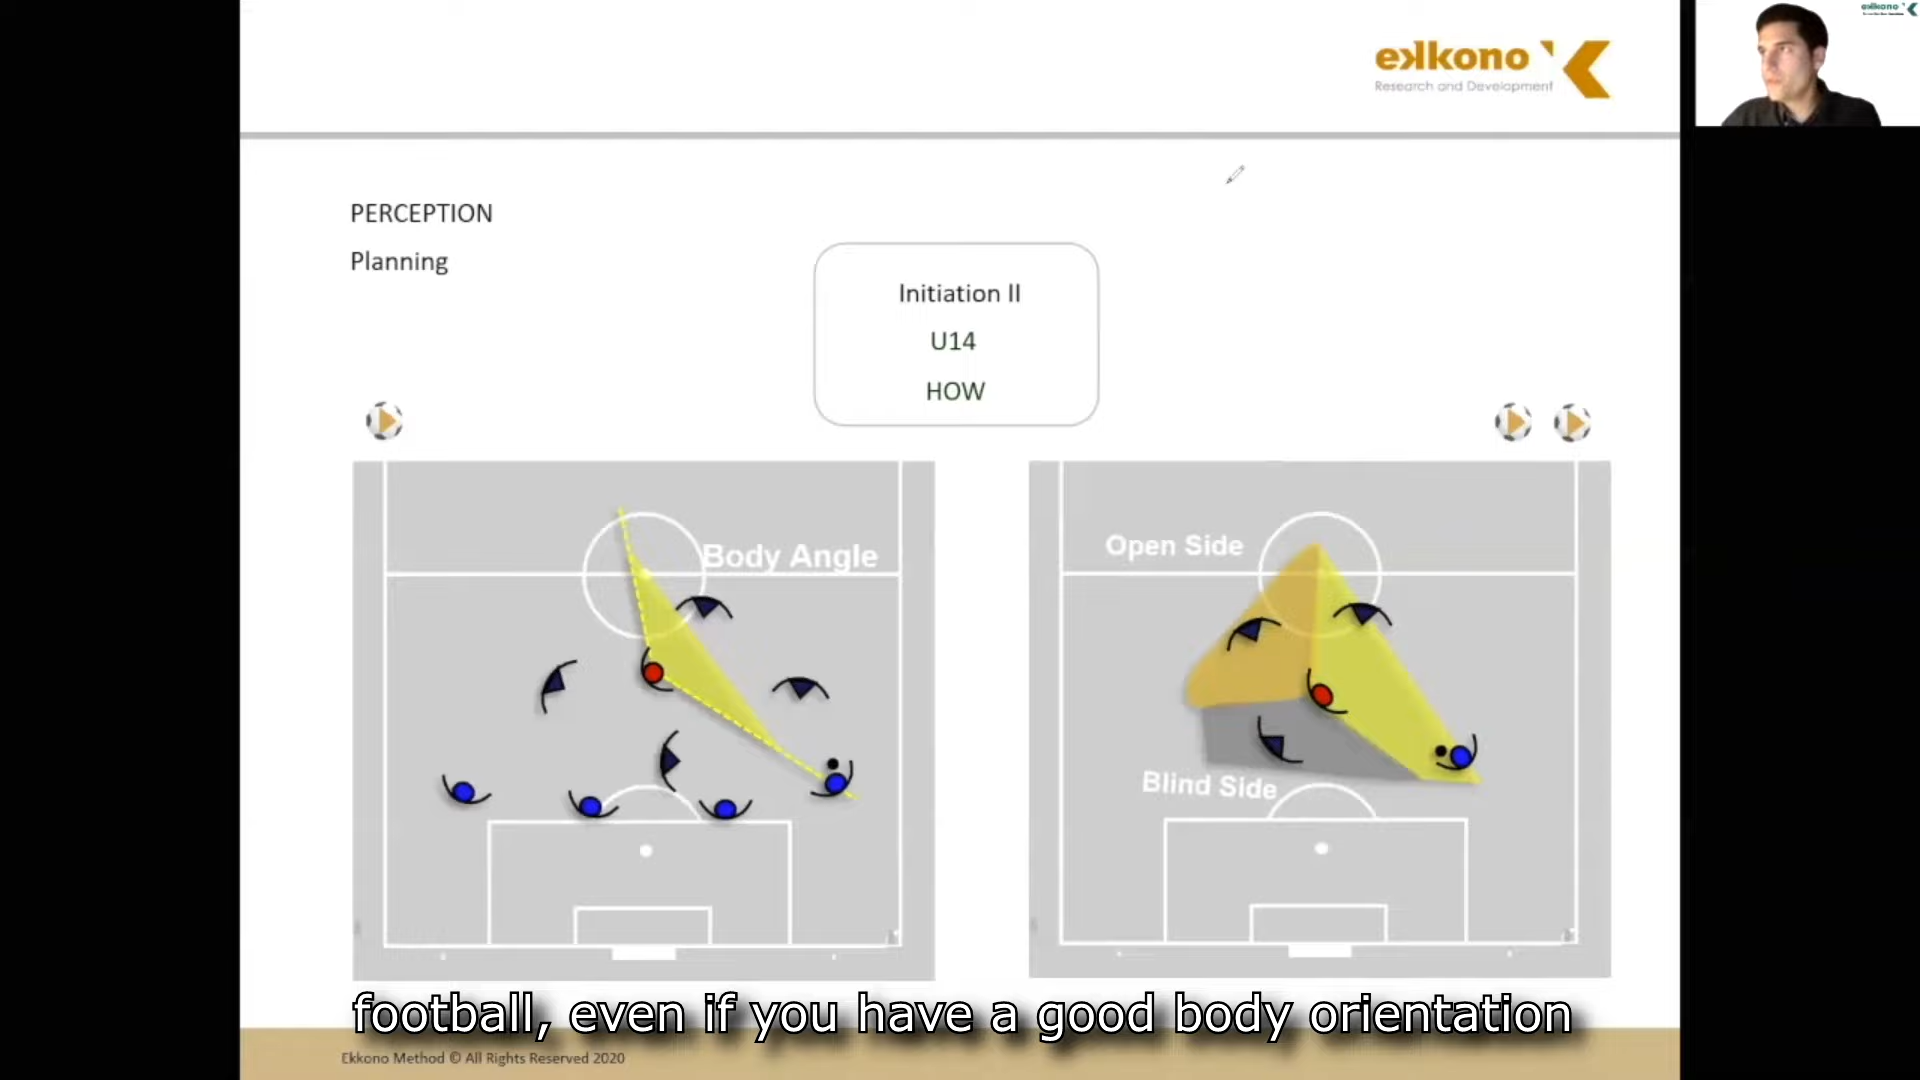 ekkono
Research and Development
ekkono
PERCEPTION
Planning
Initiation II
U14
HOW
Body Angle
Open Side
Blind Side
football, even if you have a good body orientation
Ekkono Method © All Rights Reserved 2020